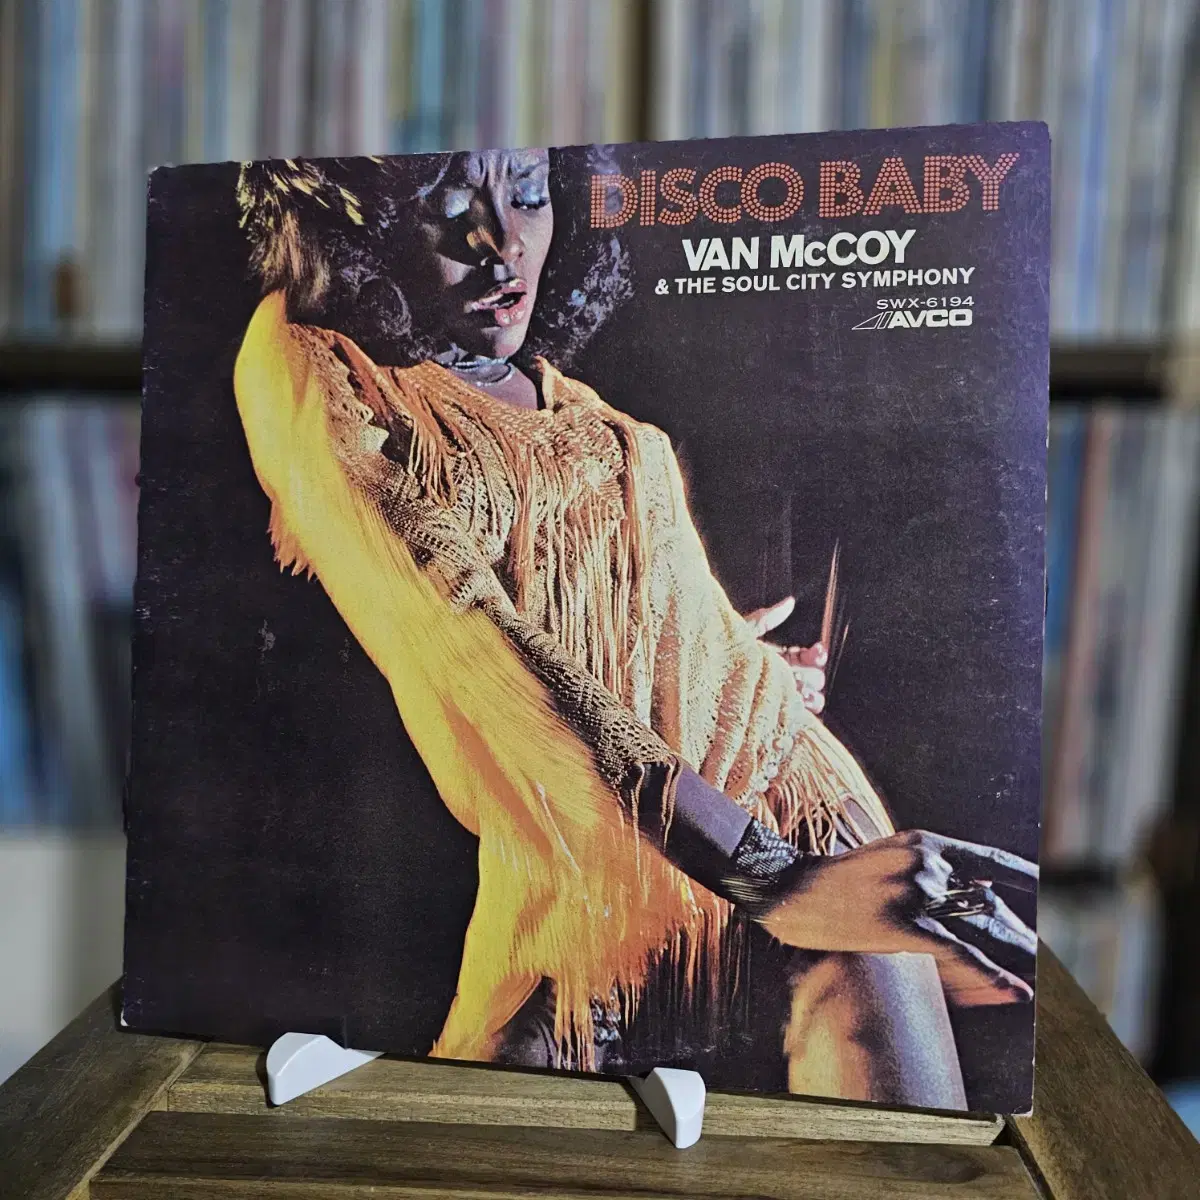 DISCO BABY
VAN McCOY
& THE SOUL CITY SYMPHONY
SWX-6194
AVCO